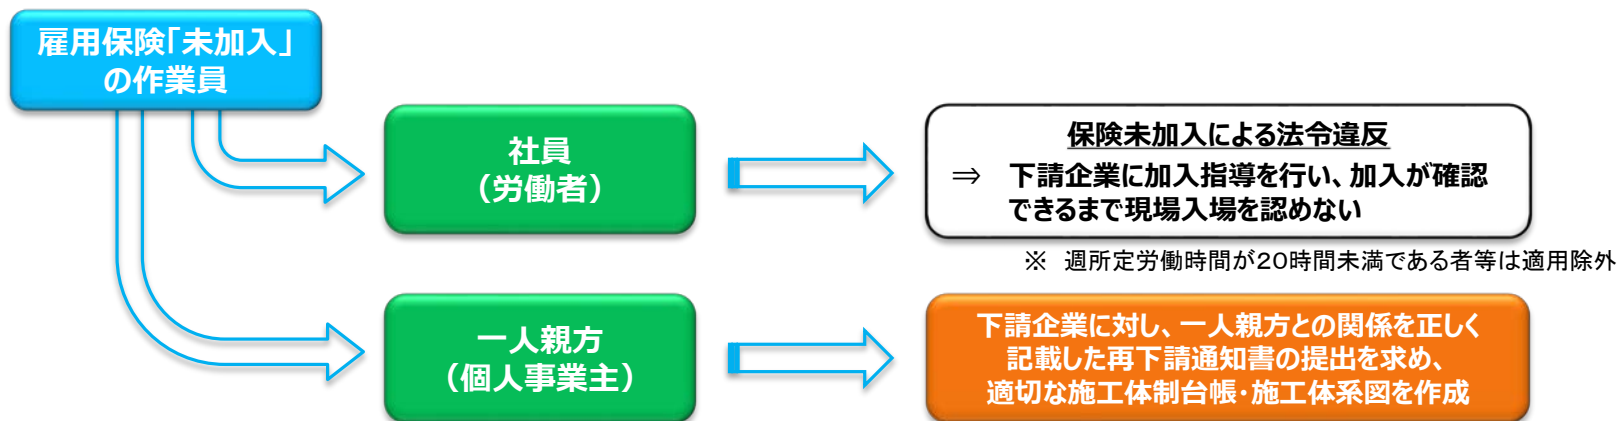 雇用保険「未加入」
の作業員
社員
（労働者）
保険未加入による法令違反
⇒ 下請企業に加入指導を行い、加入が確認
できるまで現場入場を認めない
※ 週所定労働時間が20時間未満である者等は適用除外
一人親方
（個人事業主）
下請企業に対し、一人親方との関係を正しく
記載した再下請通知書の提出を求め、
適切な施工体制台帳・施工体系図を作成